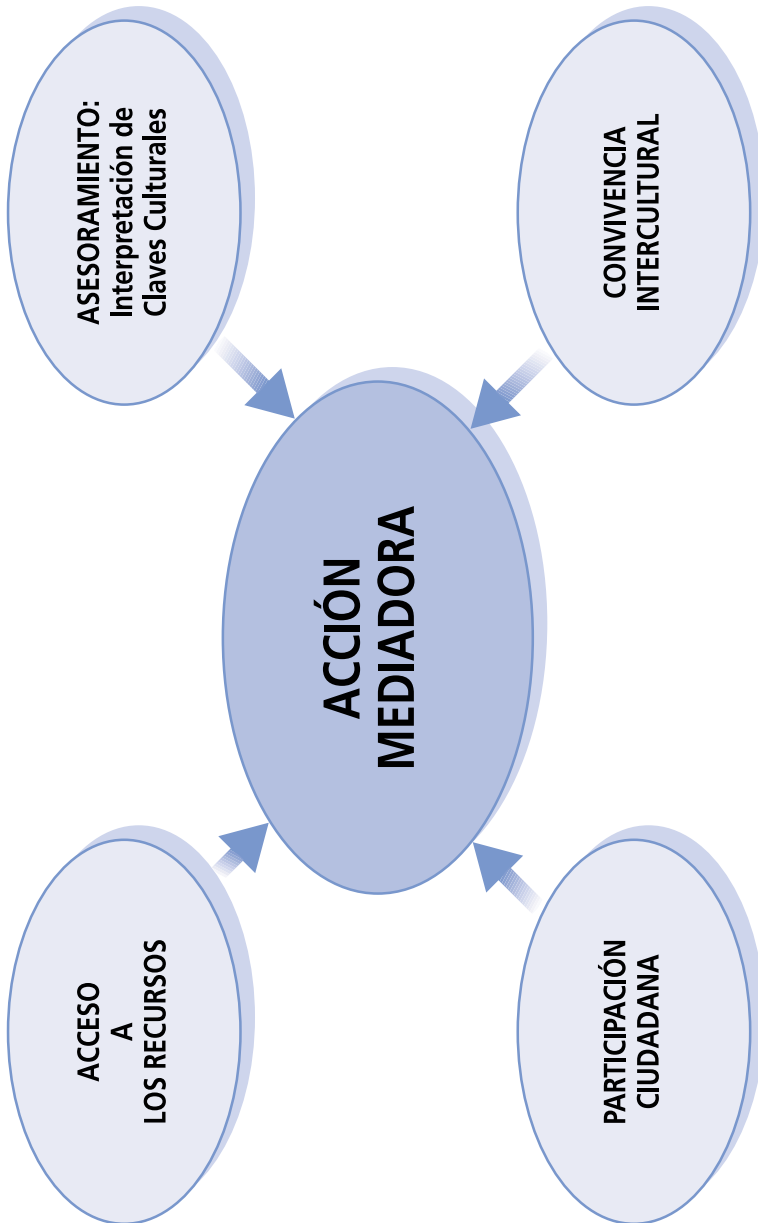 ACCESO
A
LOS RECURSOS
ASESORAMIENTO:
Interpretación de
Claves Culturales
ACCIÓN
MEDIADORA
PARTICIPACIÓN
CIUDADANA
CONVIVENCIA
INTERCULTURAL